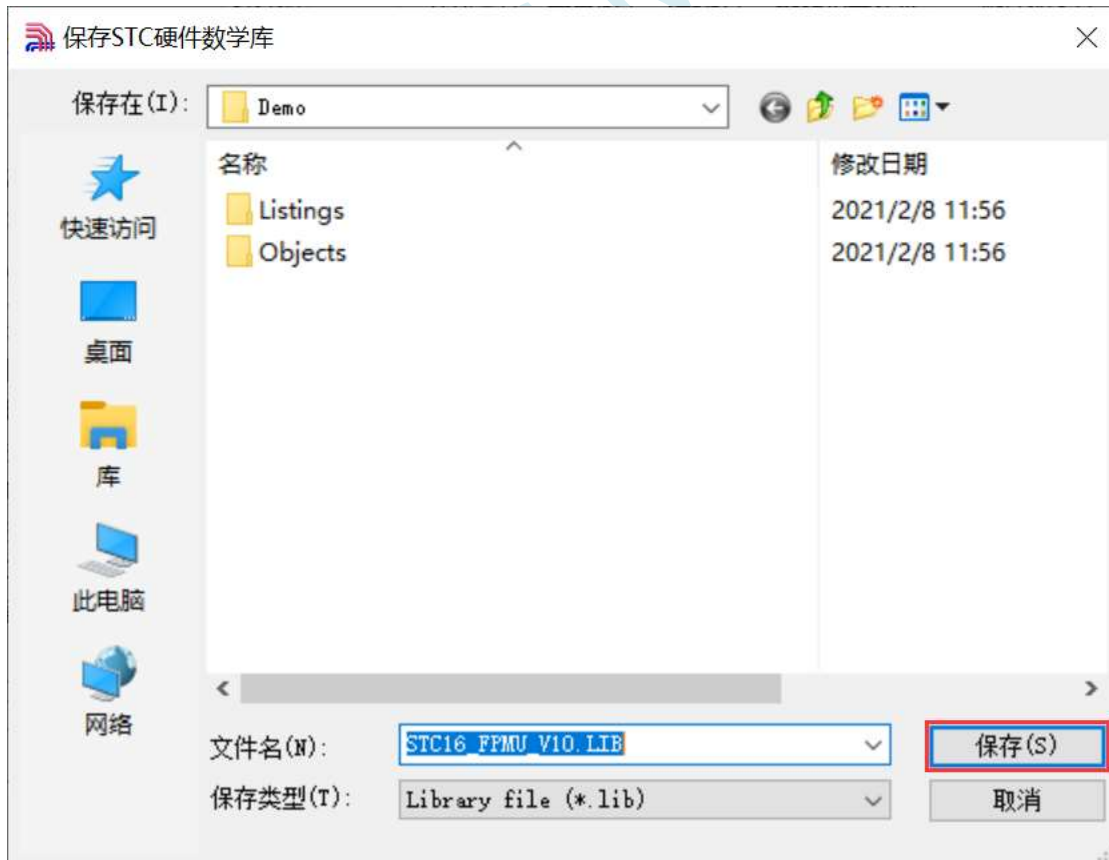 保存STC硬件数学库
保存在(I): Demo
名称 修改日期
Listings 2021/2/8 11:56
Objects 2021/2/8 11:56
快速访问
桌面
库
此电脑
网络
文件名(N): STC16_FPMU_V10.LIB 保存(S)
保存类型(T): Library file (*.lib) 取消